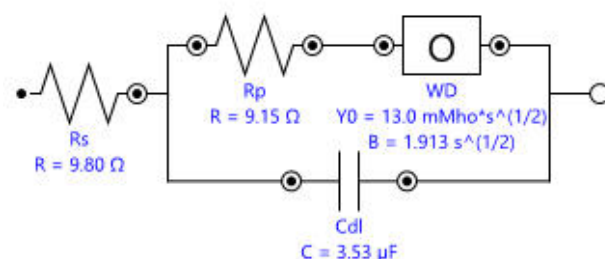 O
Rp
R = 9.15 Ω
WD
Y0 = 13.0 mMho*s^(1/2)
B = 1.913 s^(1/2)
Rs
R = 9.80 Ω
Cdl
C = 3.53 µF